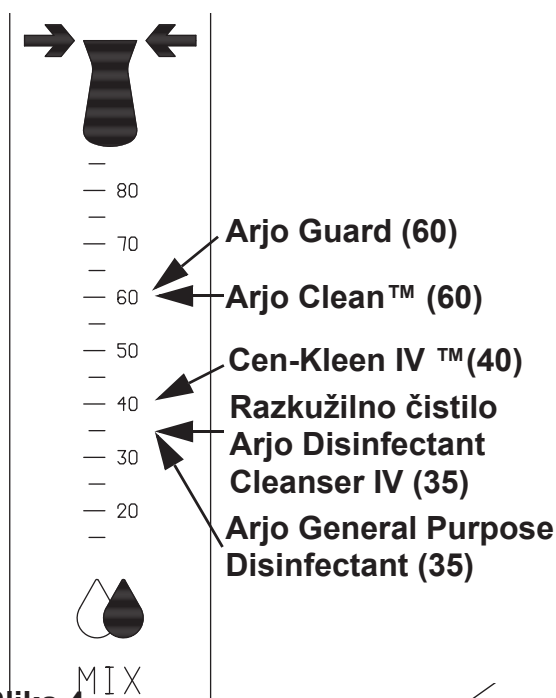 80
70
60
50
40
30
20
Arjo Guard (60)
Arjo Clean™ (60)
Cen-Kleen IV ™(40)
Razkužilno čistilo
Arjo Disinfectant
Cleanser IV (35)
Arjo General Purpose
Disinfectant (35)
MIX